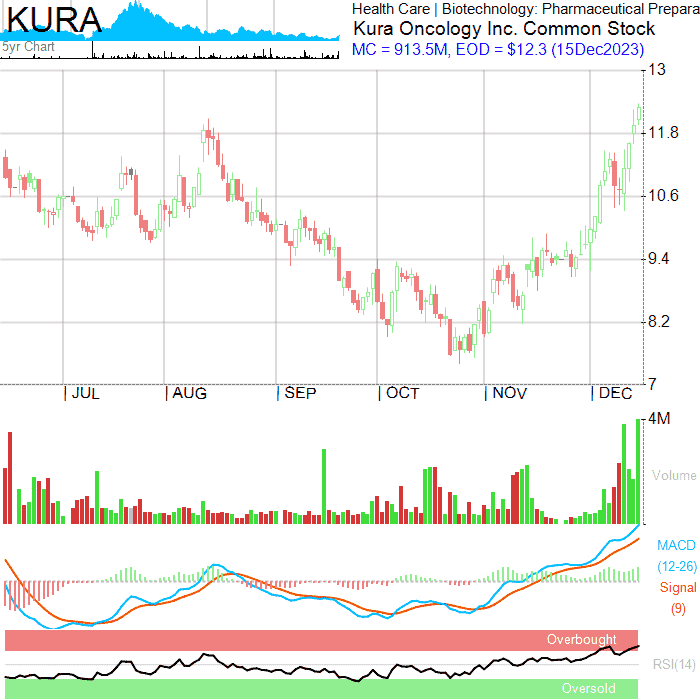 KURA
Health Care | Biotechnology: Pharmaceutical Prepara
Kura Oncology Inc. Common Stock
5yr Chart
MC = 913.5M, EOD = $12.3 (15Dec2023)
13
11.8
10.6
9.4
8.2
7
| JUL | AUG | SEP | OCT | NOV | DEC
4M
Volume
MACD
(12-26)
Signal
(9)
Overbought
RSI(14)
Oversold